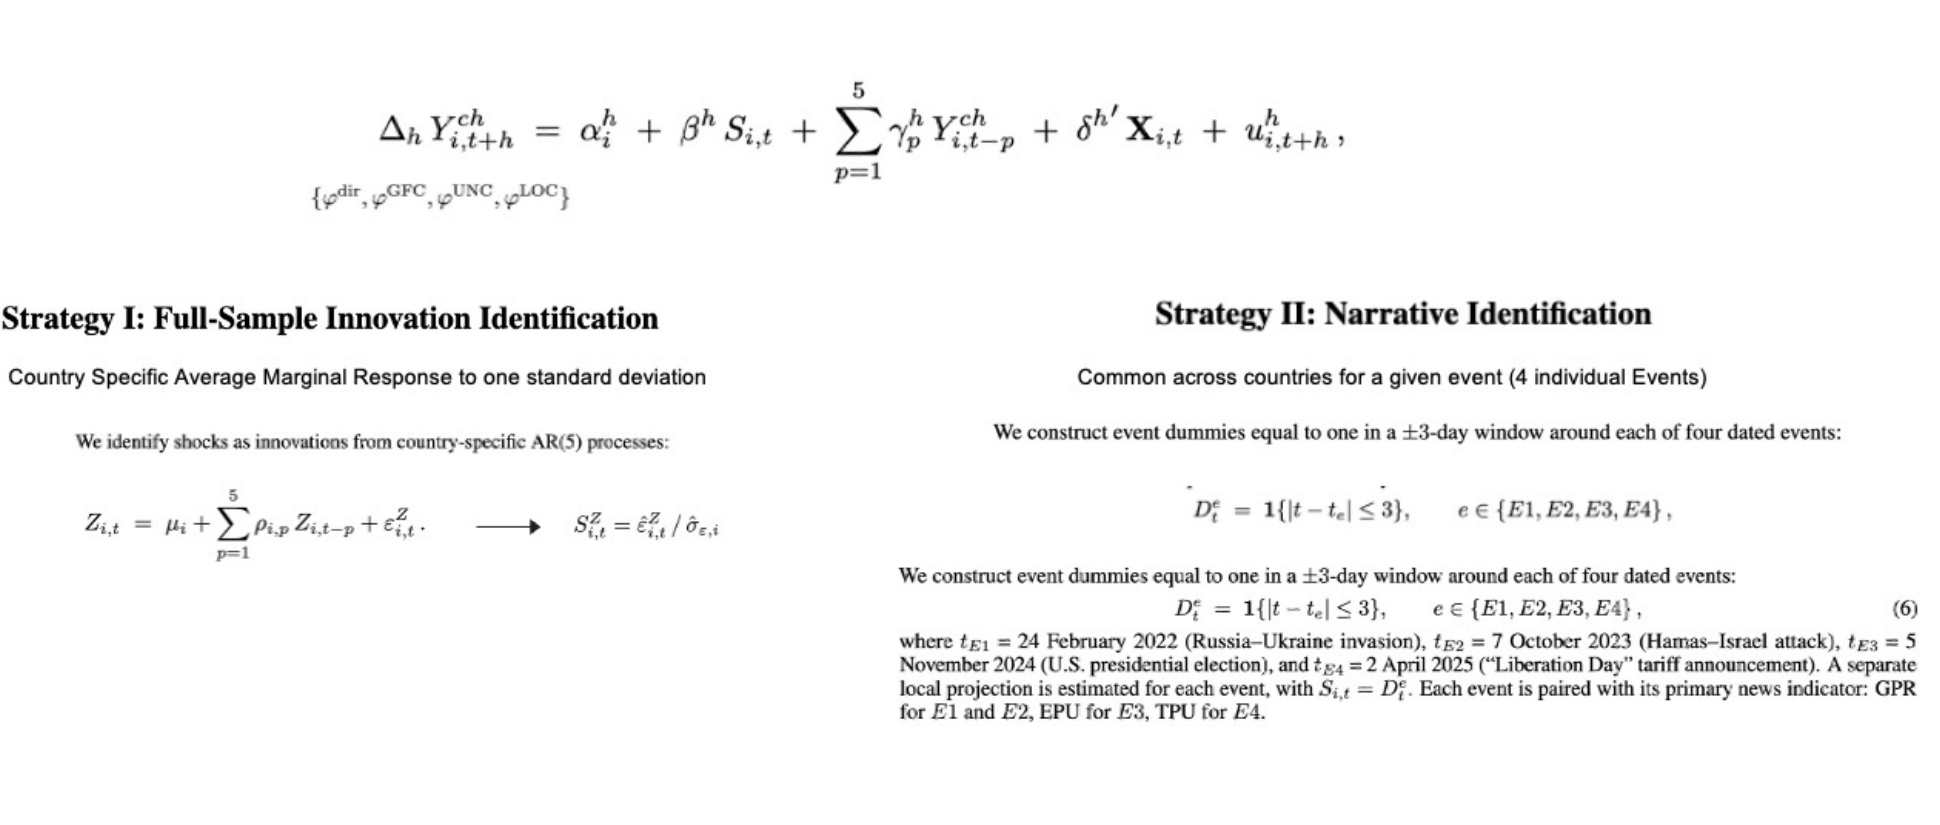 Δ_h Y^{ch}_{i,t+h} = α^h_i + β^h S_{i,t} + ∑_{p=1}^{5} γ^h_p Y^{ch}_{i,t−p} + δ^{h′} X_{i,t} + u^h_{i,t+h} ,
{φ^{dir}, φ^{GFC}, φ^{UNC}, φ^{LOC}}
Strategy I: Full-Sample Innovation Identification
Country Specific Average Marginal Response to one standard deviation
We identify shocks as innovations from country-specific AR(5) processes:
Z_{i,t} = μ_i + ∑_{p=1}^{5} ρ_{i,p} Z_{i,t−p} + ε^Z_{i,t} . ⟶ S^Z_{i,t} = ε̂^Z_{i,t} / σ̂_{ε,i}
Strategy II: Narrative Identification
Common across countries for a given event (4 individual Events)
We construct event dummies equal to one in a ±3-day window around each of four dated events:
D^e_t = 1{|t − t_e| ≤ 3}, e ∈ {E1, E2, E3, E4} ,
We construct event dummies equal to one in a ±3-day window around each of four dated events:
D^e_t = 1{|t − t_e| ≤ 3}, e ∈ {E1, E2, E3, E4} , (6)
where t_{E1} = 24 February 2022 (Russia–Ukraine invasion), t_{E2} = 7 October 2023 (Hamas–Israel attack), t_{E3} = 5
November 2024 (U.S. presidential election), and t_{E4} = 2 April 2025 (“Liberation Day” tariff announcement). A separate
local projection is estimated for each event, with S_{i,t} = D^e_t. Each event is paired with its primary news indicator: GPR
for E1 and E2, EPU for E3, TPU for E4.